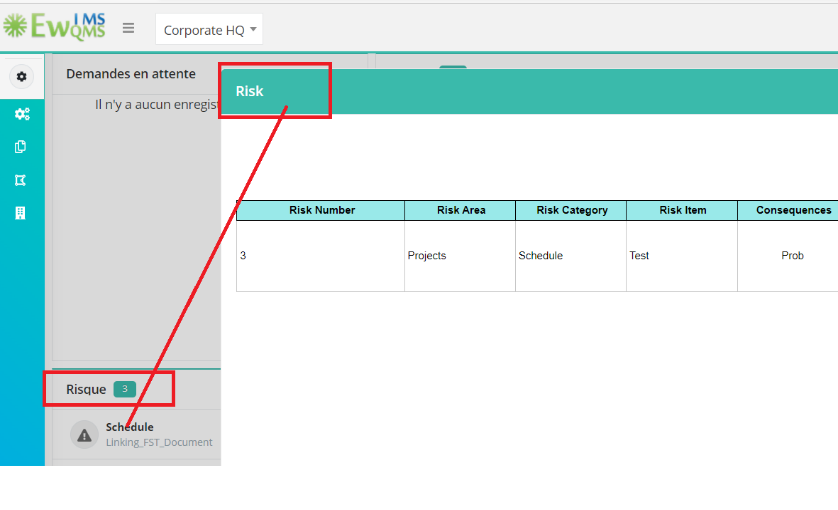 EwQMS
IMS
Corporate HQ
Demandes en attente
Il n'y a aucun enregist
Risk
Risk Number Risk Area Risk Category Risk Item Consequences
3 Projects Schedule Test Prob
Risque 3
Schedule
Linking_FST_Document